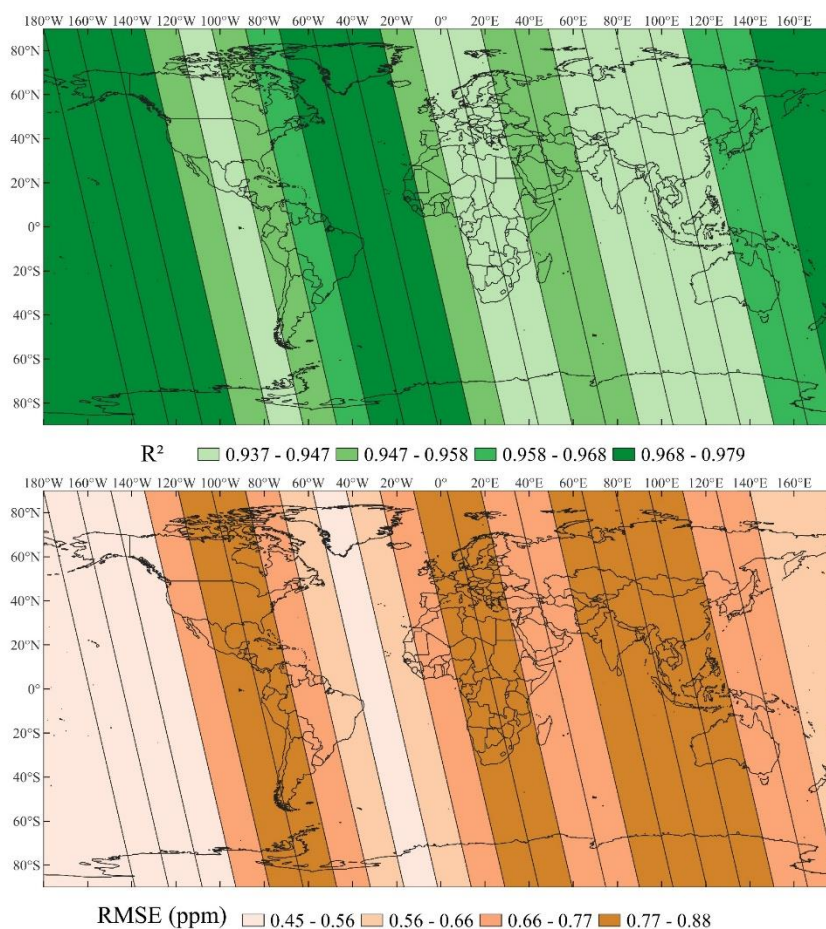 180°W 160°W 140°W 120°W 100°W 80°W 60°W 40°W 20°W 0° 20°E 40°E 60°E 80°E 100°E 120°E 140°E 160°E
80°N
60°N
40°N
20°N
0°
20°S
40°S
60°S
80°S
R² 0.937 - 0.947 0.947 - 0.958 0.958 - 0.968 0.968 - 0.979
180°W 160°W 140°W 120°W 100°W 80°W 60°W 40°W 20°W 0° 20°E 40°E 60°E 80°E 100°E 120°E 140°E 160°E
80°N
60°N
40°N
20°N
0°
20°S
40°S
60°S
80°S
RMSE (ppm) 0.45 - 0.56 0.56 - 0.66 0.66 - 0.77 0.77 - 0.88